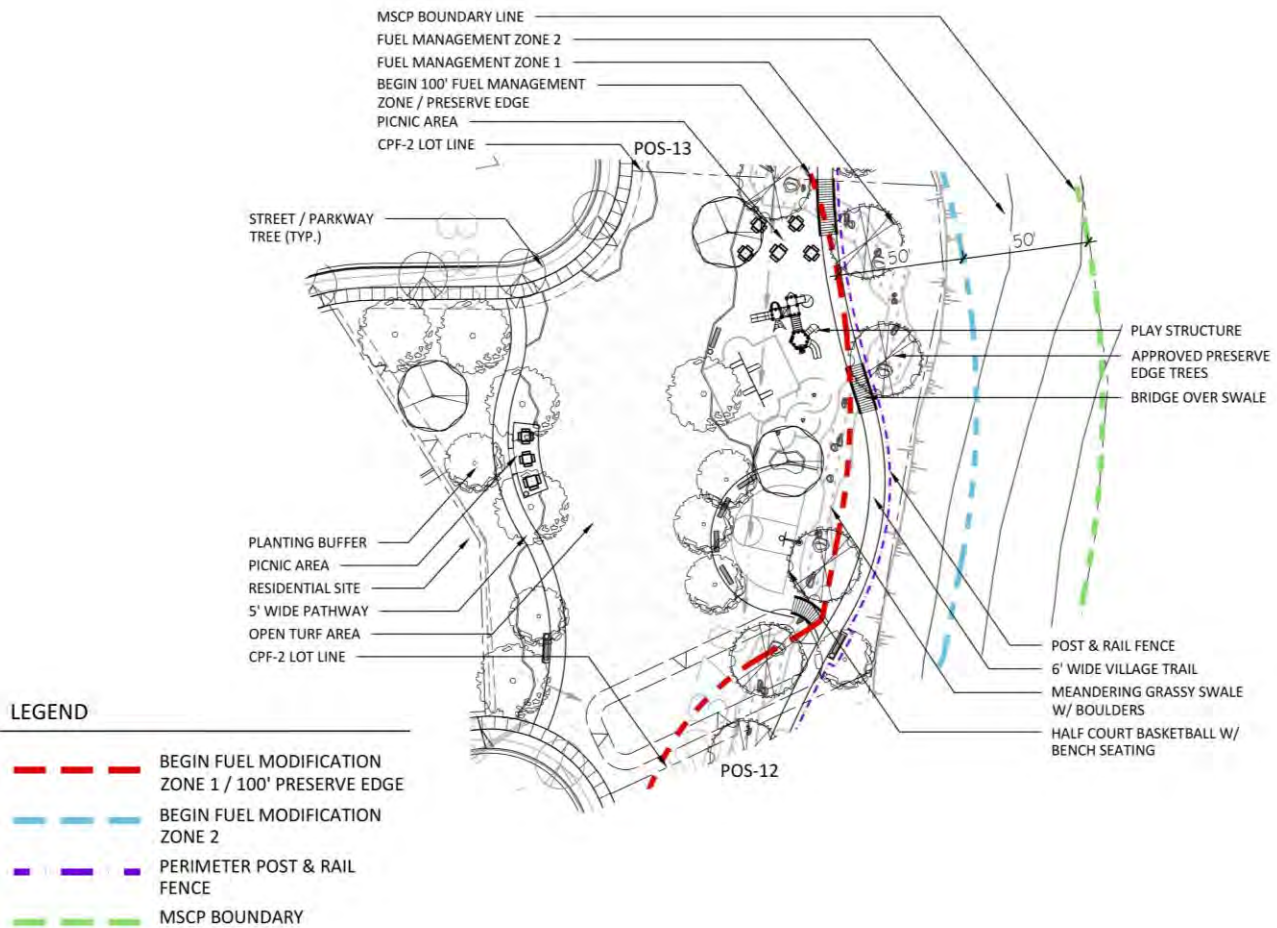 MSCP BOUNDARY LINE
FUEL MANAGEMENT ZONE 2
FUEL MANAGEMENT ZONE 1
BEGIN 100' FUEL MANAGEMENT
ZONE / PRESERVE EDGE
PICNIC AREA
CPF-2 LOT LINE
POS-13
STREET / PARKWAY
TREE (TYP.)
50'
50'
PLAY STRUCTURE
APPROVED PRESERVE
EDGE TREES
BRIDGE OVER SWALE
PLANTING BUFFER
PICNIC AREA
RESIDENTIAL SITE
5' WIDE PATHWAY
OPEN TURF AREA
CPF-2 LOT LINE
POST & RAIL FENCE
6' WIDE VILLAGE TRAIL
MEANDERING GRASSY SWALE
W/ BOULDERS
HALF COURT BASKETBALL W/
BENCH SEATING
POS-12
LEGEND
BEGIN FUEL MODIFICATION
ZONE 1 / 100' PRESERVE EDGE
BEGIN FUEL MODIFICATION
ZONE 2
PERIMETER POST & RAIL
FENCE
MSCP BOUNDARY